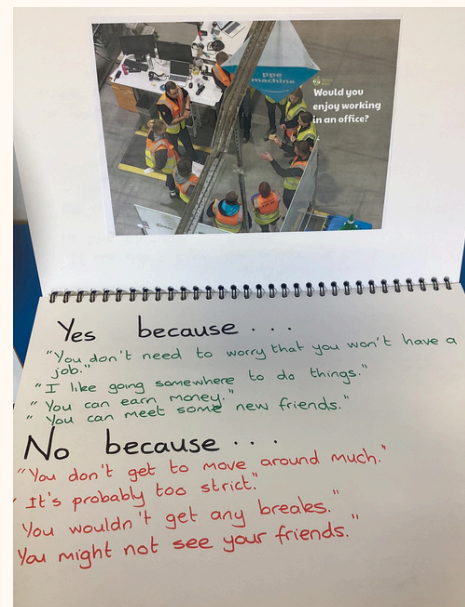 ppe
machine
Would you
enjoy working
in an office?
Yes because . . .
"You don't need to worry that you won't have a
job."
"I like going somewhere to do things."
"You can earn money."
"You can meet some new friends."
No because . . .
"You don't get to move around much."
"It's probably too strict."
You wouldn't get any breaks."
You might not see your friends."